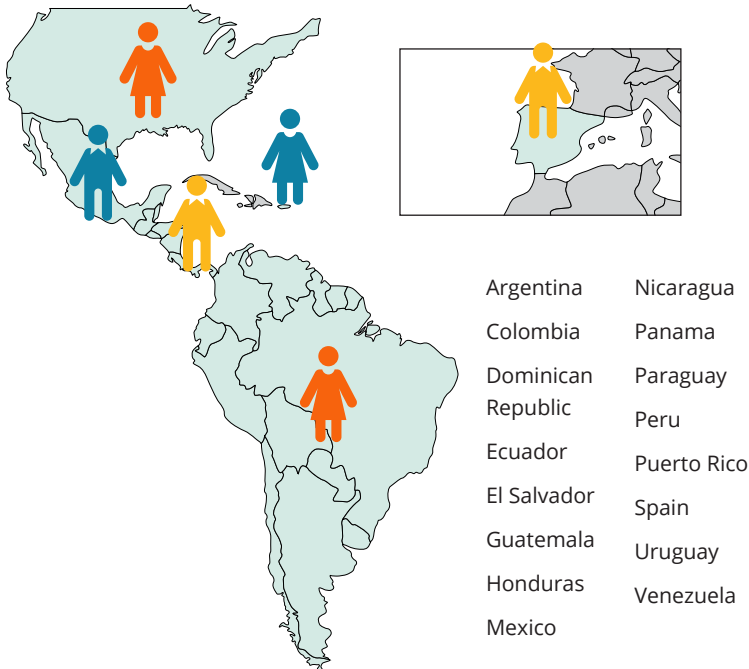 Argentina
Colombia
Dominican
Republic
Ecuador
El Salvador
Guatemala
Honduras
Mexico
Nicaragua
Panama
Paraguay
Peru
Puerto Rico
Spain
Uruguay
Venezuela